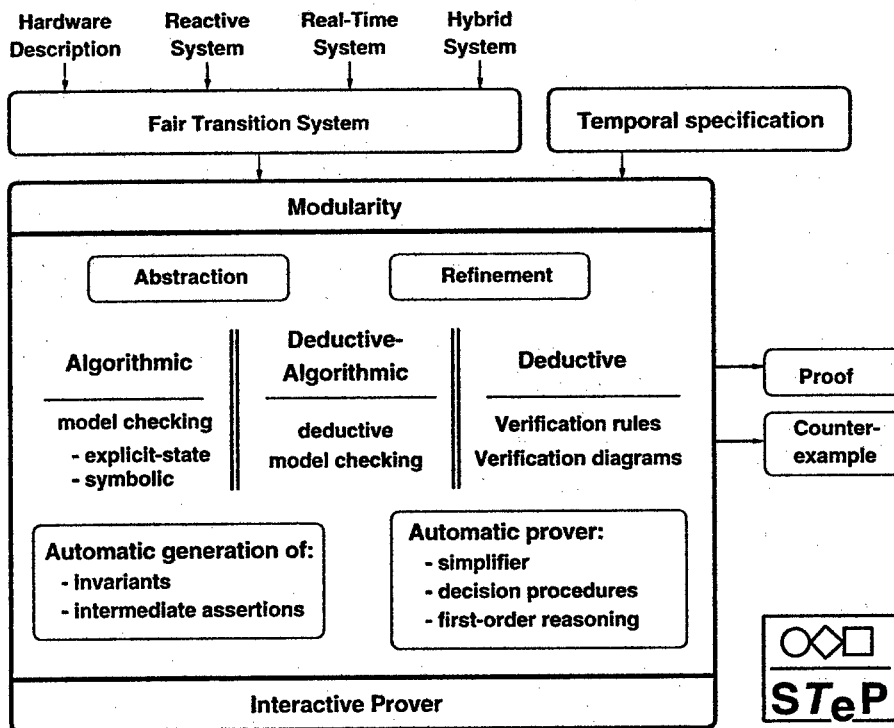 Hardware Description
Reactive System
Real-Time System
Hybrid System
Fair Transition System
Temporal specification
Modularity
Abstraction
Refinement
Algorithmic
model checking
- explicit-state
- symbolic
Deductive-
Algorithmic
deductive
model checking
Deductive
Verification rules
Verification diagrams
Proof
Counter-
example
Automatic generation of:
- invariants
- intermediate assertions
Automatic prover:
- simplifier
- decision procedures
- first-order reasoning
Interactive Prover
STeP